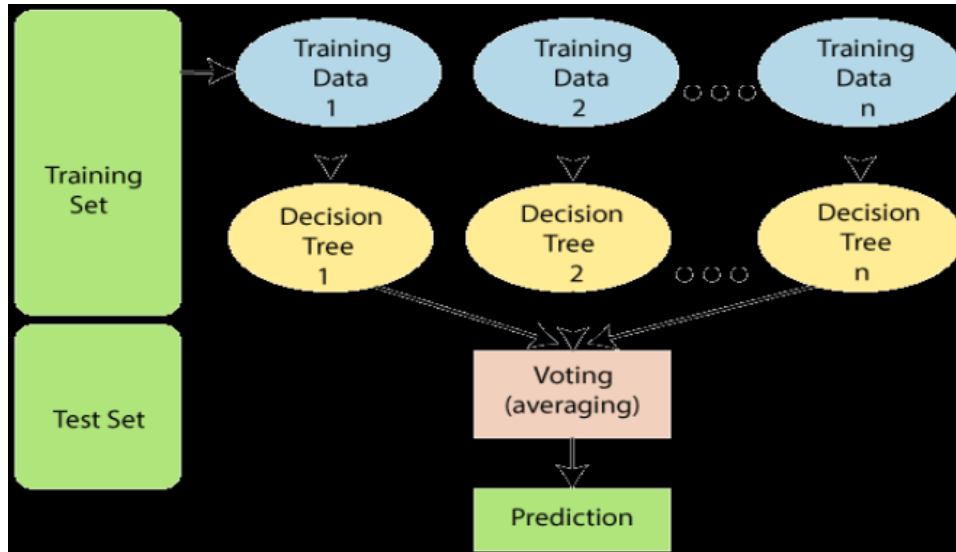 Training
Set
Test Set
Training
Data
1
Training
Data
2
Training
Data
n
Decision
Tree
1
Decision
Tree
2
Decision
Tree
n
Voting
(averaging)
Prediction